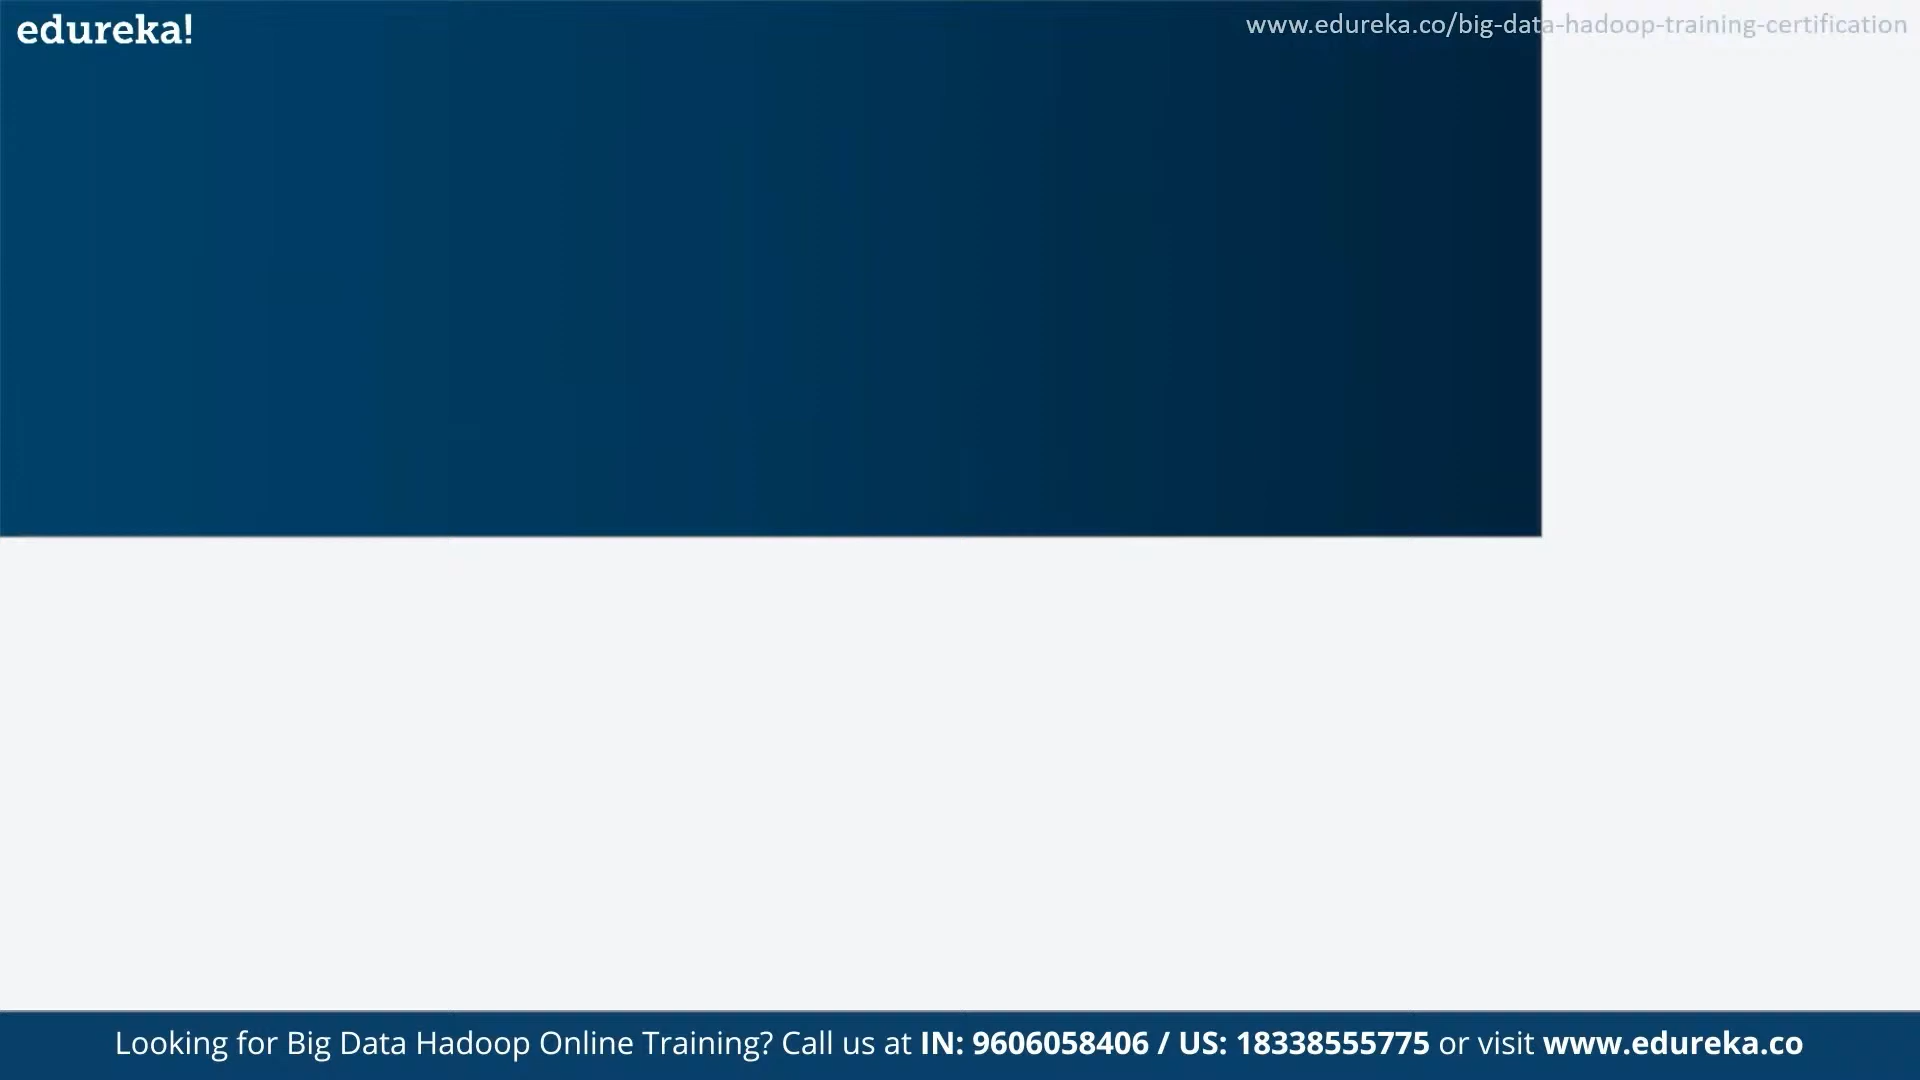 edureka!
www.edureka.co/big-data-hadoop-training-certification
Looking for Big Data Hadoop Online Training? Call us at IN: 9606058406 / US: 18338555775 or visit www.edureka.co